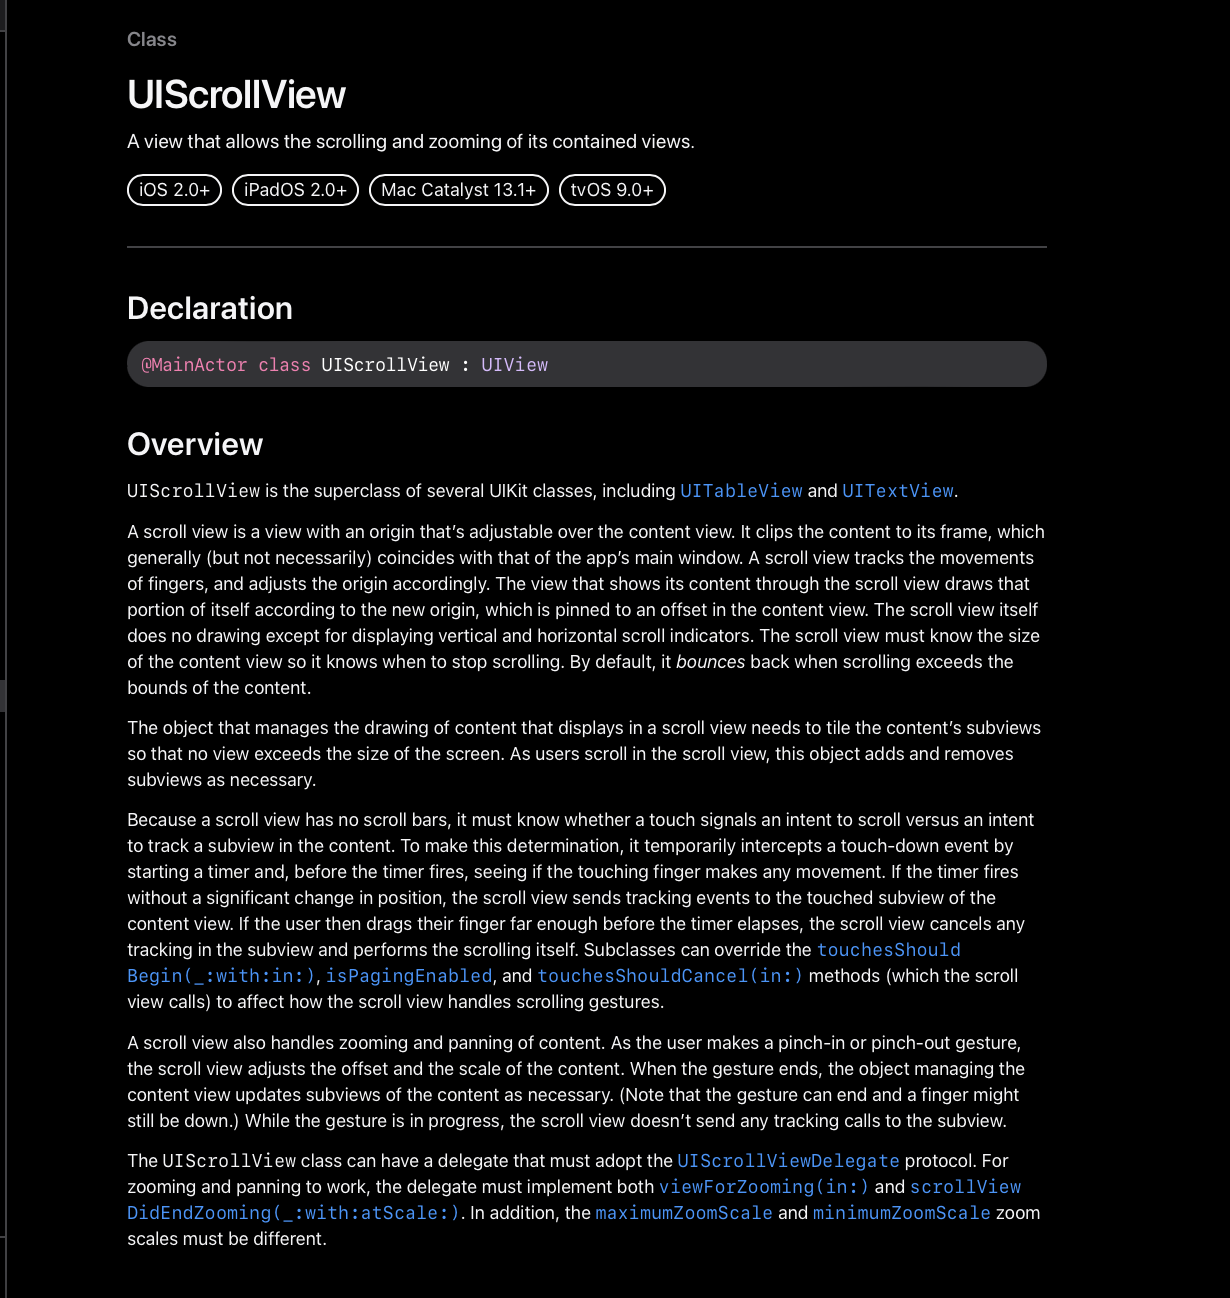 Class
UIScrollView
A view that allows the scrolling and zooming of its contained views.
iOS 2.0+ iPadOS 2.0+ Mac Catalyst 13.1+ tvOS 9.0+
Declaration
@MainActor class UIScrollView : UIView
Overview
UIScrollView is the superclass of several UIKit classes, including UITableView and UITextView.
A scroll view is a view with an origin that’s adjustable over the content view. It clips the content to its frame, which
generally (but not necessarily) coincides with that of the app’s main window. A scroll view tracks the movements
of fingers, and adjusts the origin accordingly. The view that shows its content through the scroll view draws that
portion of itself according to the new origin, which is pinned to an offset in the content view. The scroll view itself
does no drawing except for displaying vertical and horizontal scroll indicators. The scroll view must know the size
of the content view so it knows when to stop scrolling. By default, it bounces back when scrolling exceeds the
bounds of the content.
The object that manages the drawing of content that displays in a scroll view needs to tile the content’s subviews
so that no view exceeds the size of the screen. As users scroll in the scroll view, this object adds and removes
subviews as necessary.
Because a scroll view has no scroll bars, it must know whether a touch signals an intent to scroll versus an intent
to track a subview in the content. To make this determination, it temporarily intercepts a touch-down event by
starting a timer and, before the timer fires, seeing if the touching finger makes any movement. If the timer fires
without a significant change in position, the scroll view sends tracking events to the touched subview of the
content view. If the user then drags their finger far enough before the timer elapses, the scroll view cancels any
tracking in the subview and performs the scrolling itself. Subclasses can override the touchesShould
Begin(_:with:in:), isPagingEnabled, and touchesShouldCancel(in:) methods (which the scroll
view calls) to affect how the scroll view handles scrolling gestures.
A scroll view also handles zooming and panning of content. As the user makes a pinch-in or pinch-out gesture,
the scroll view adjusts the offset and the scale of the content. When the gesture ends, the object managing the
content view updates subviews of the content as necessary. (Note that the gesture can end and a finger might
still be down.) While the gesture is in progress, the scroll view doesn’t send any tracking calls to the subview.
The UIScrollView class can have a delegate that must adopt the UIScrollViewDelegate protocol. For
zooming and panning to work, the delegate must implement both viewForZooming(in:) and scrollView
DidEndZooming(_:with:atScale:). In addition, the maximumZoomScale and minimumZoomScale zoom
scales must be different.